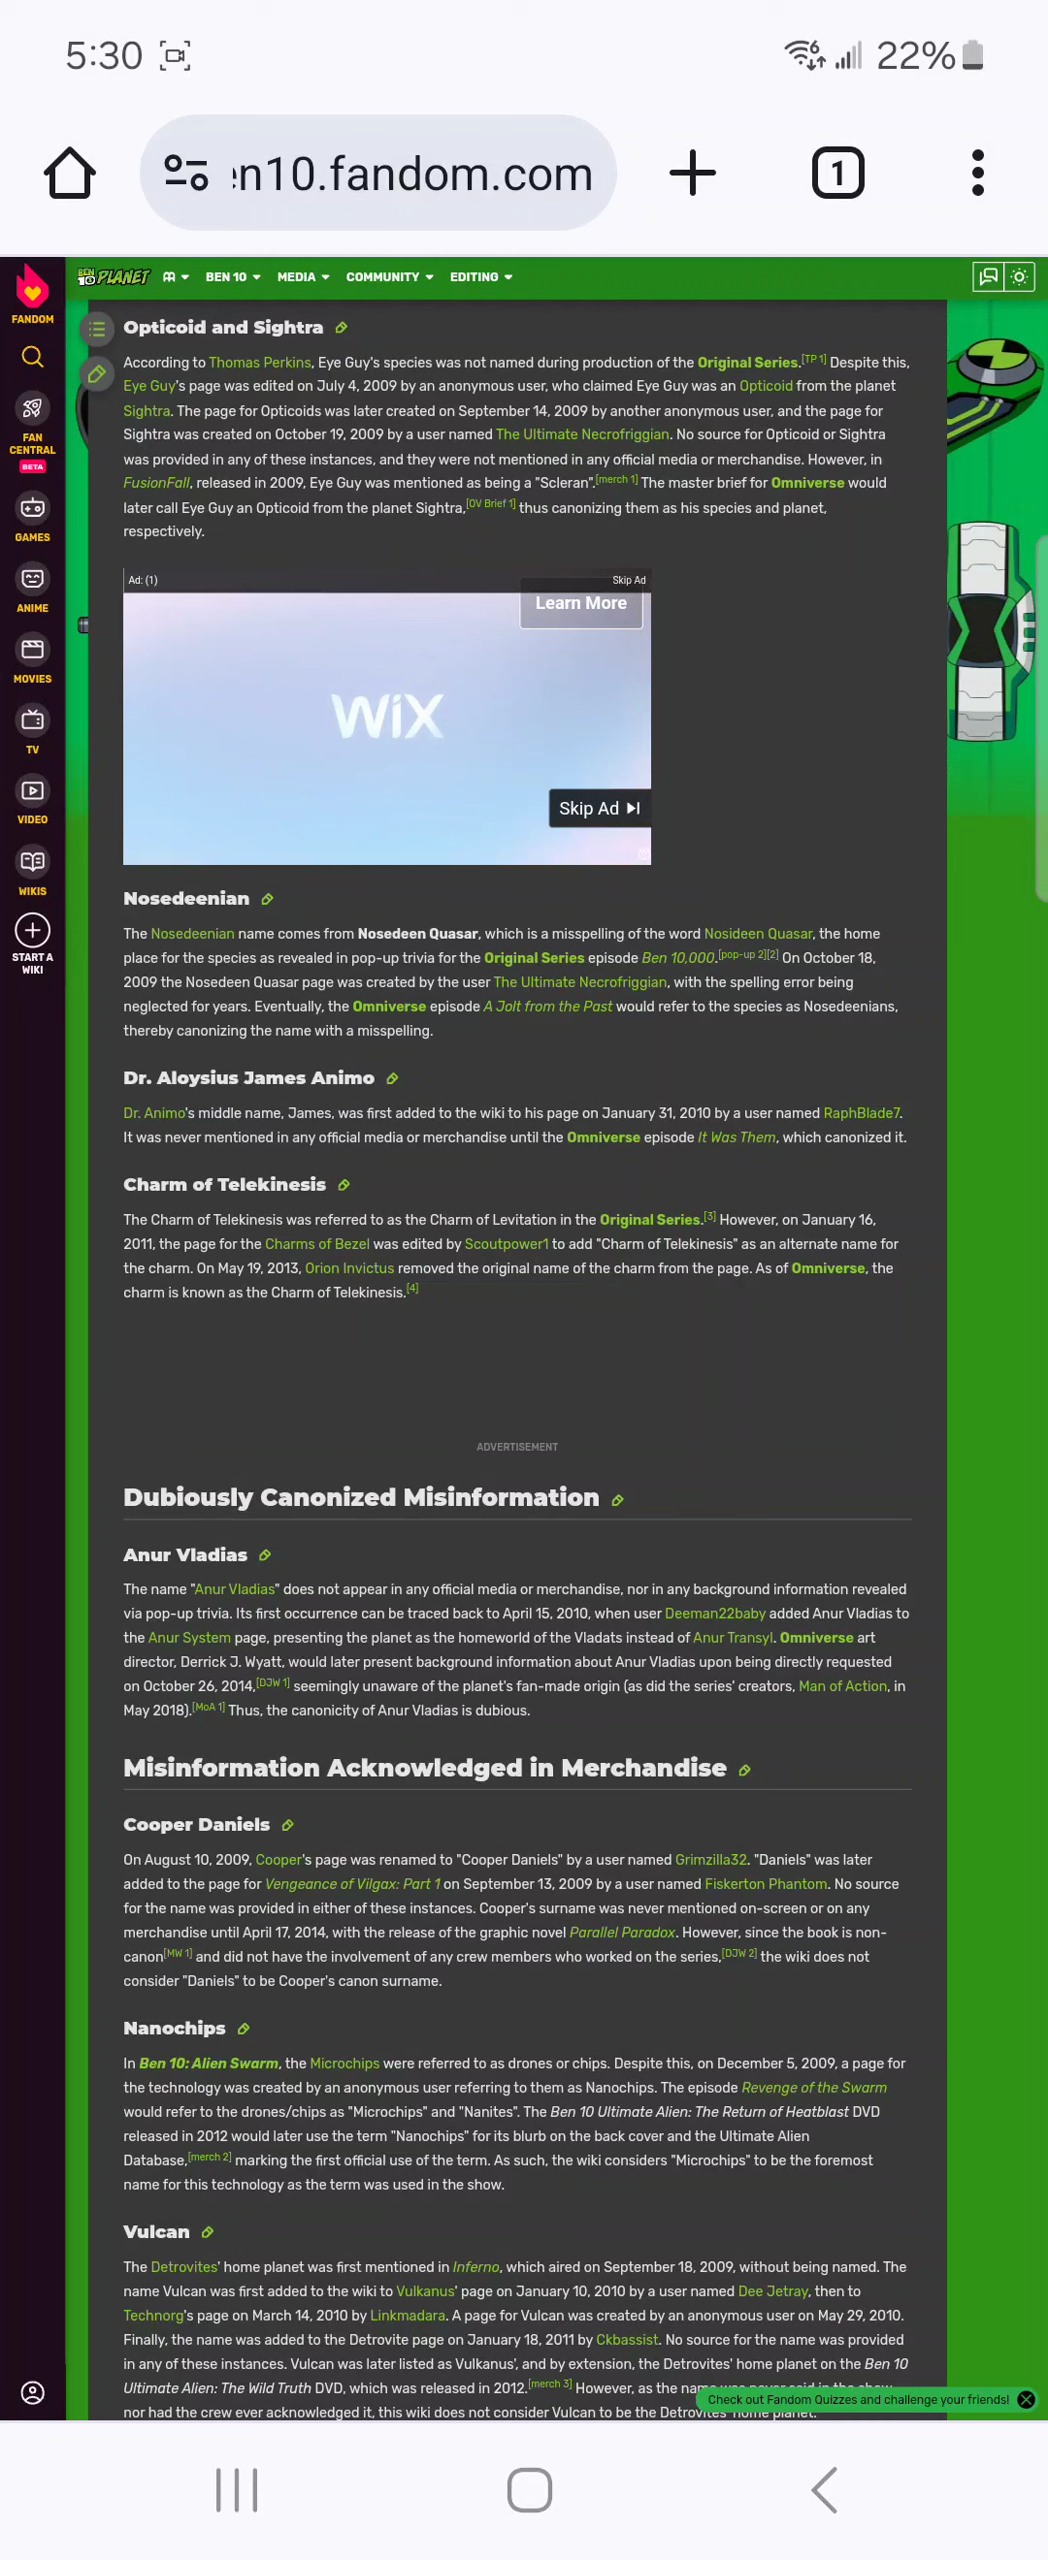 5:30
6
22%
en10.fandom.com
1
FANDOM
BEN 10 PLANET
BEN 10
MEDIA
COMMUNITY
EDITING
FAN
CENTRAL
BETA
GAMES
ANIME
MOVIES
TV
VIDEO
WIKIS
START A
WIKI
Opticoid and Sightra
According to Thomas Perkins, Eye Guy's species was not named during production of the Original Series.[TP 1] Despite this,
Eye Guy's page was edited on July 4, 2009 by an anonymous user, who claimed Eye Guy was an Opticoid from the planet
Sightra. The page for Opticoids was later created on September 14, 2009 by another anonymous user, and the page for
Sightra was created on October 19, 2009 by a user named The Ultimate Necrofriggian. No source for Opticoid or Sightra
was provided in any of these instances, and they were not mentioned in any official media or merchandise. However, in
FusionFall, released in 2009, Eye Guy was mentioned as being a "Scleran".[merch 1] The master brief for Omniverse would
later call Eye Guy an Opticoid from the planet Sightra,[OV Brief 1] thus canonizing them as his species and planet,
respectively.
Ad: (1)
Skip Ad
Learn More
WiX
Skip Ad
Nosedeenian
The Nosedeenian name comes from Nosedeen Quasar, which is a misspelling of the word Nosideen Quasar, the home
place for the species as revealed in pop-up trivia for the Original Series episode Ben 10,000.[pop-up 2][2] On October 18,
2009 the Nosedeen Quasar page was created by the user The Ultimate Necrofriggian, with the spelling error being
neglected for years. Eventually, the Omniverse episode A Jolt from the Past would refer to the species as Nosedeenians,
thereby canonizing the name with a misspelling.
Dr. Aloysius James Animo
Dr. Animo's middle name, James, was first added to the wiki to his page on January 31, 2010 by a user named RaphBlade7.
It was never mentioned in any official media or merchandise until the Omniverse episode It Was Them, which canonized it.
Charm of Telekinesis
The Charm of Telekinesis was referred to as the Charm of Levitation in the Original Series.[3] However, on January 16,
2011, the page for the Charms of Bezel was edited by Scoutpower1 to add "Charm of Telekinesis" as an alternate name for
the charm. On May 19, 2013, Orion Invictus removed the original name of the charm from the page. As of Omniverse, the
charm is known as the Charm of Telekinesis.[4]
ADVERTISEMENT
Dubiously Canonized Misinformation
Anur Vladias
The name "Anur Vladias" does not appear in any official media or merchandise, nor in any background information revealed
via pop-up trivia. Its first occurrence can be traced back to April 15, 2010, when user Deeman22baby added Anur Vladias to
the Anur System page, presenting the planet as the homeworld of the Vladats instead of Anur Transyl. Omniverse art
director, Derrick J. Wyatt, would later present background information about Anur Vladias upon being directly requested
on October 26, 2014,[DJW 1] seemingly unaware of the planet's fan-made origin (as did the series' creators, Man of Action, in
May 2018).[MoA 1] Thus, the canonicity of Anur Vladias is dubious.
Misinformation Acknowledged in Merchandise
Cooper Daniels
On August 10, 2009, Cooper's page was renamed to "Cooper Daniels" by a user named Grimzilla32. "Daniels" was later
added to the page for Vengeance of Vilgax: Part 1 on September 13, 2009 by a user named Fiskerton Phantom. No source
for the name was provided in either of these instances. Cooper's surname was never mentioned on-screen or on any
merchandise until April 17, 2014, with the release of the graphic novel Parallel Paradox. However, since the book is non-
canon[MW 1] and did not have the involvement of any crew members who worked on the series,[DJW 2] the wiki does not
consider "Daniels" to be Cooper's canon surname.
Nanochips
In Ben 10: Alien Swarm, the Microchips were referred to as drones or chips. Despite this, on December 5, 2009, a page for
the technology was created by an anonymous user referring to them as Nanochips. The episode Revenge of the Swarm
would refer to the drones/chips as "Microchips" and "Nanites". The Ben 10 Ultimate Alien: The Return of Heatblast DVD
released in 2012 would later use the term "Nanochips" for its blurb on the back cover and the Ultimate Alien
Database,[merch 2] marking the first official use of the term. As such, the wiki considers "Microchips" to be the foremost
name for this technology as the term was used in the show.
Vulcan
The Detrovites' home planet was first mentioned in Inferno, which aired on September 18, 2009, without being named. The
name Vulcan was first added to the wiki to Vulkanus' page on January 10, 2010 by a user named Dee Jetray, then to
Technorg's page on March 14, 2010 by Linkmadara. A page for Vulcan was created by an anonymous user on May 29, 2010.
Finally, the name was added to the Detrovite page on January 18, 2011 by Ckbassist. No source for the name was provided
in any of these instances. Vulcan was later listed as Vulkanus', and by extension, the Detrovites' home planet on the Ben 10
Ultimate Alien: The Wild Truth DVD, which was released in 2012.[merch 3] However, as the name was never said in the show
nor had the crew ever acknowledged it, this wiki does not consider Vulcan to be the Detrovites' home planet.
Check out Fandom Quizzes and challenge your friends!